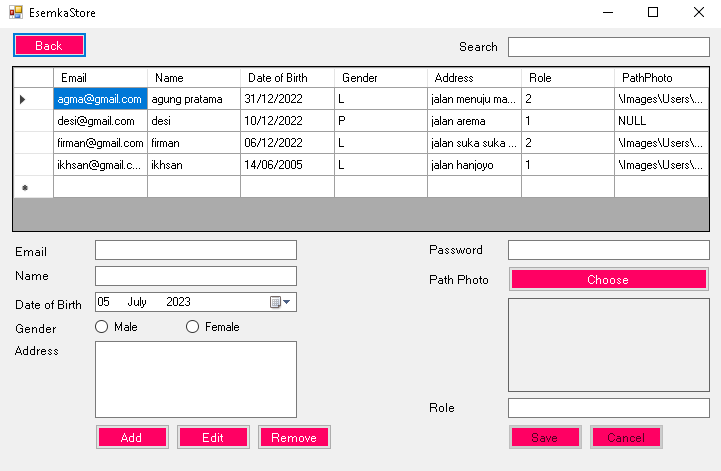 EsemkaStore
Back
Search
Email Name Date of Birth Gender Address Role PathPhoto
agma@gmail.com agung pratama 31/12/2022 L jalan menuju ma... 2 \Images\Users\...
desi@gmail.com desi 10/12/2022 P jalan arema 1 NULL
firman@gmail.com firman 06/12/2022 L jalan suka suka ... 2 \Images\Users\...
ikhsan@gmail.c... ikhsan 14/06/2005 L jalan hanjoyo 1 \Images\Users\...
Email
Name
Date of Birth 05 July 2023
Gender Male Female
Address
Add Edit Remove
Password
Path Photo Choose
Role
Save Cancel